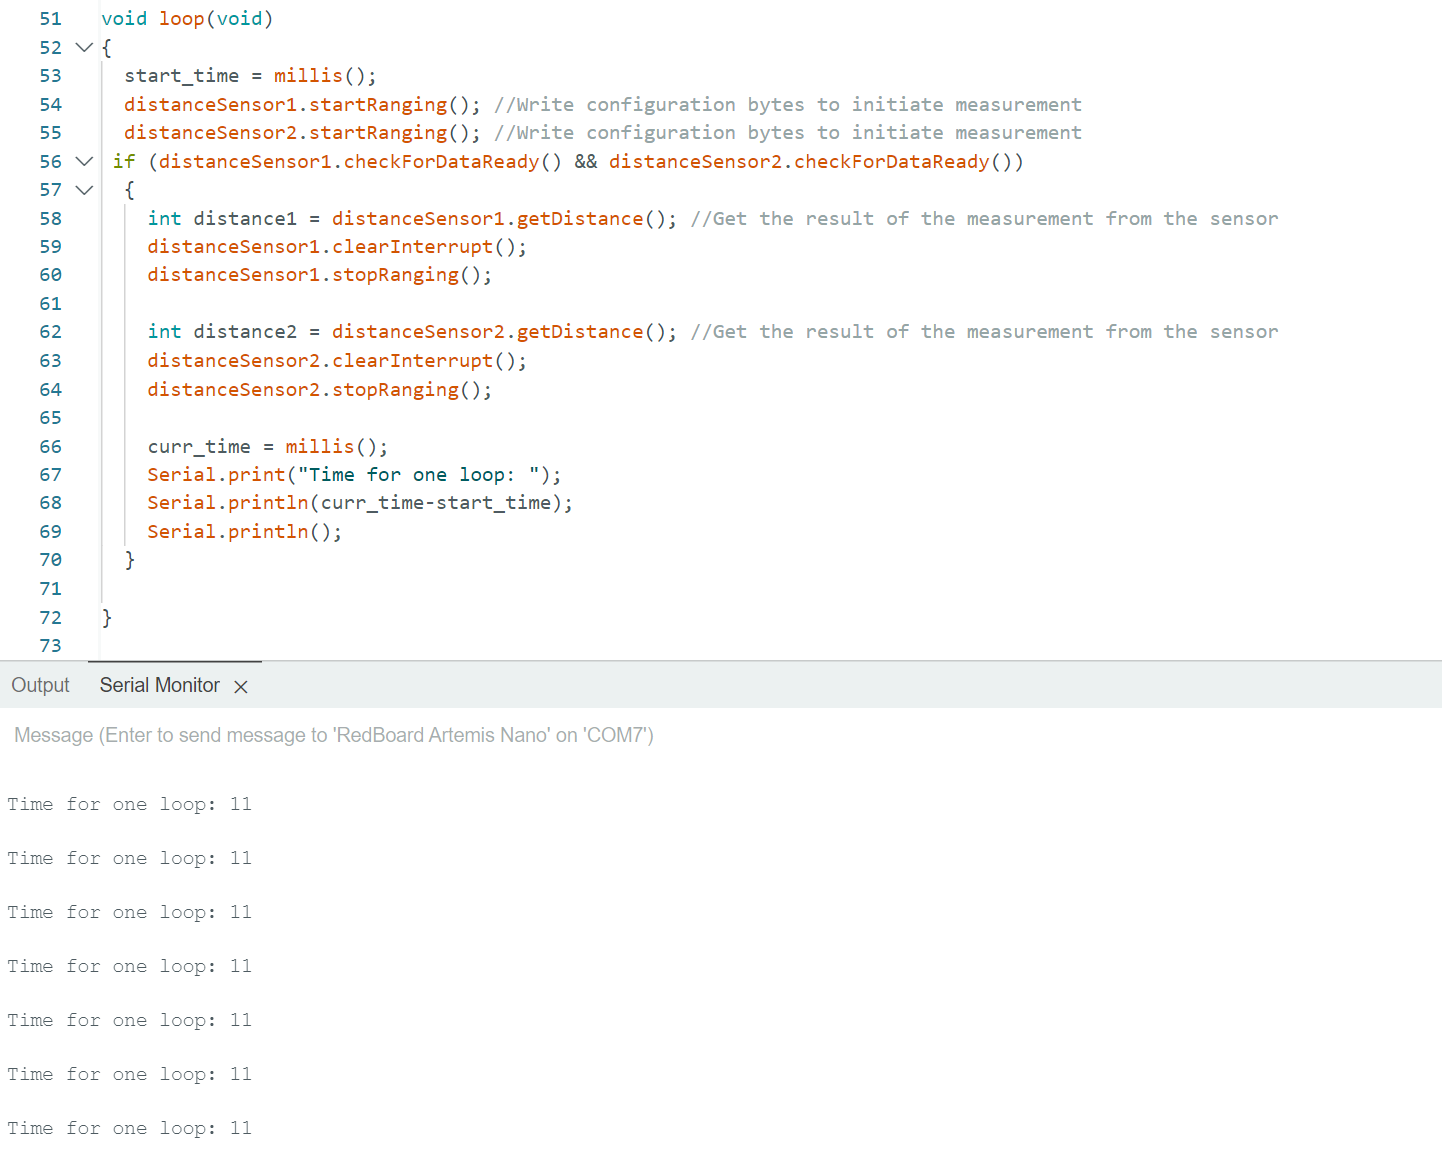 51 void loop(void)
52 {
53 start_time = millis();
54 distanceSensor1.startRanging(); //Write configuration bytes to initiate measurement
55 distanceSensor2.startRanging(); //Write configuration bytes to initiate measurement
56 if (distanceSensor1.checkForDataReady() && distanceSensor2.checkForDataReady())
57 {
58 int distance1 = distanceSensor1.getDistance(); //Get the result of the measurement from the sensor
59 distanceSensor1.clearInterrupt();
60 distanceSensor1.stopRanging();
61
62 int distance2 = distanceSensor2.getDistance(); //Get the result of the measurement from the sensor
63 distanceSensor2.clearInterrupt();
64 distanceSensor2.stopRanging();
65
66 curr_time = millis();
67 Serial.print("Time for one loop: ");
68 Serial.println(curr_time-start_time);
69 Serial.println();
70 }
71
72 }
73
Output Serial Monitor
Message (Enter to send message to 'RedBoard Artemis Nano' on 'COM7')
Time for one loop: 11
Time for one loop: 11
Time for one loop: 11
Time for one loop: 11
Time for one loop: 11
Time for one loop: 11
Time for one loop: 11